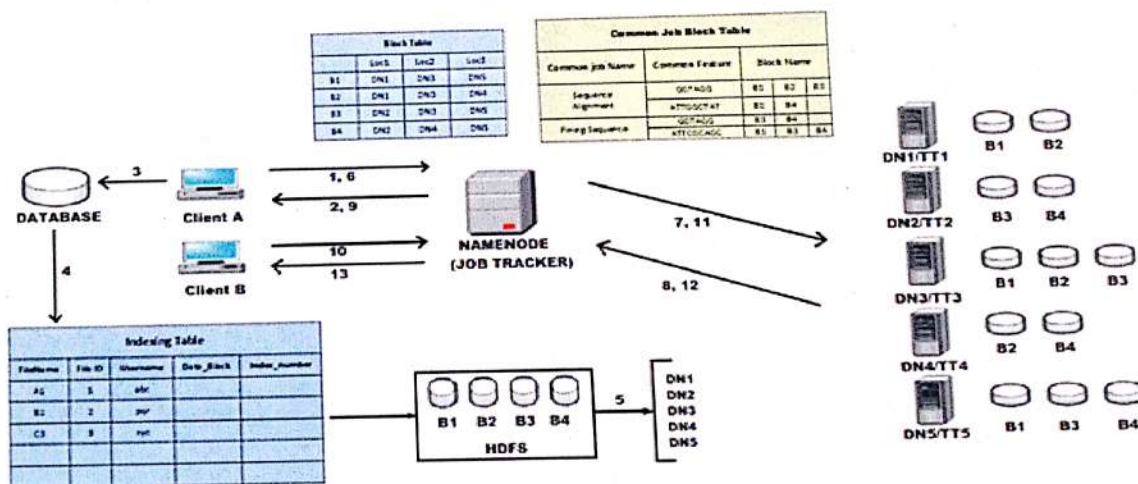 Block Table
Loc1 Loc2 Loc3
B1 DN1 DN3 DN5
B2 DN1 DN3 DN4
B3 DN2 DN3 DN5
B4 DN2 DN4 DN5
Common Job Block Table
Common Job Name Common Feature Block Name
Sequence Alignment
B1 B2 B3
B4
Sequence
B3 B4
B3 B4
3
DATABASE
4
Client A
1, 6
2, 9
Client B
10
13
NAMENODE
(JOB TRACKER)
7, 11
8, 12
DN1/TT1 B1 B2
DN2/TT2 B3 B4
DN3/TT3 B1 B2 B3
DN4/TT4 B2 B4
DN5/TT5 B1 B3 B4
Indexing Table
FileName File ID Username Data_Block Index_number
1 abc
B2 2
C3 3 xyz
B1 B2 B3 B4
HDFS
5
DN1
DN2
DN3
DN4
DN5